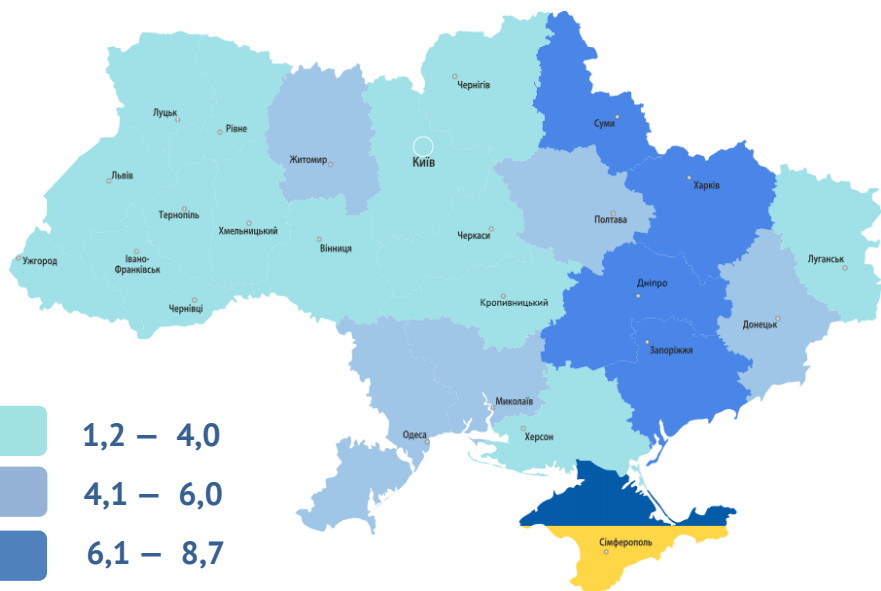 Чернігів
Луцьк
Суми
Рівне
Житомир
Київ
Львів
Харків
Тернопіль
Полтава
Хмельницький
Черкаси
Вінниця
Ужгород
Івано-
Франківськ
Луганськ
Дніпро
Чернівці
Кропивницький
Донецьк
Запоріжжя
Миколаїв
Одеса
Херсон
1,2 — 4,0
4,1 — 6,0
6,1 — 8,7
Сімферополь